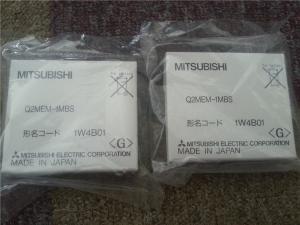 MITSUBISHI
Q2MEM-1MBS
形名コード 1W4B01
<G>
MITSUBISHI ELECTRIC CORPORATION
MADE IN JAPAN
MITSUBISHI
Q2MEM-1MBS
形名コード 1W4B01
<G>
MITSUBISHI ELECTRIC CORPORATION
MADE IN JAPAN